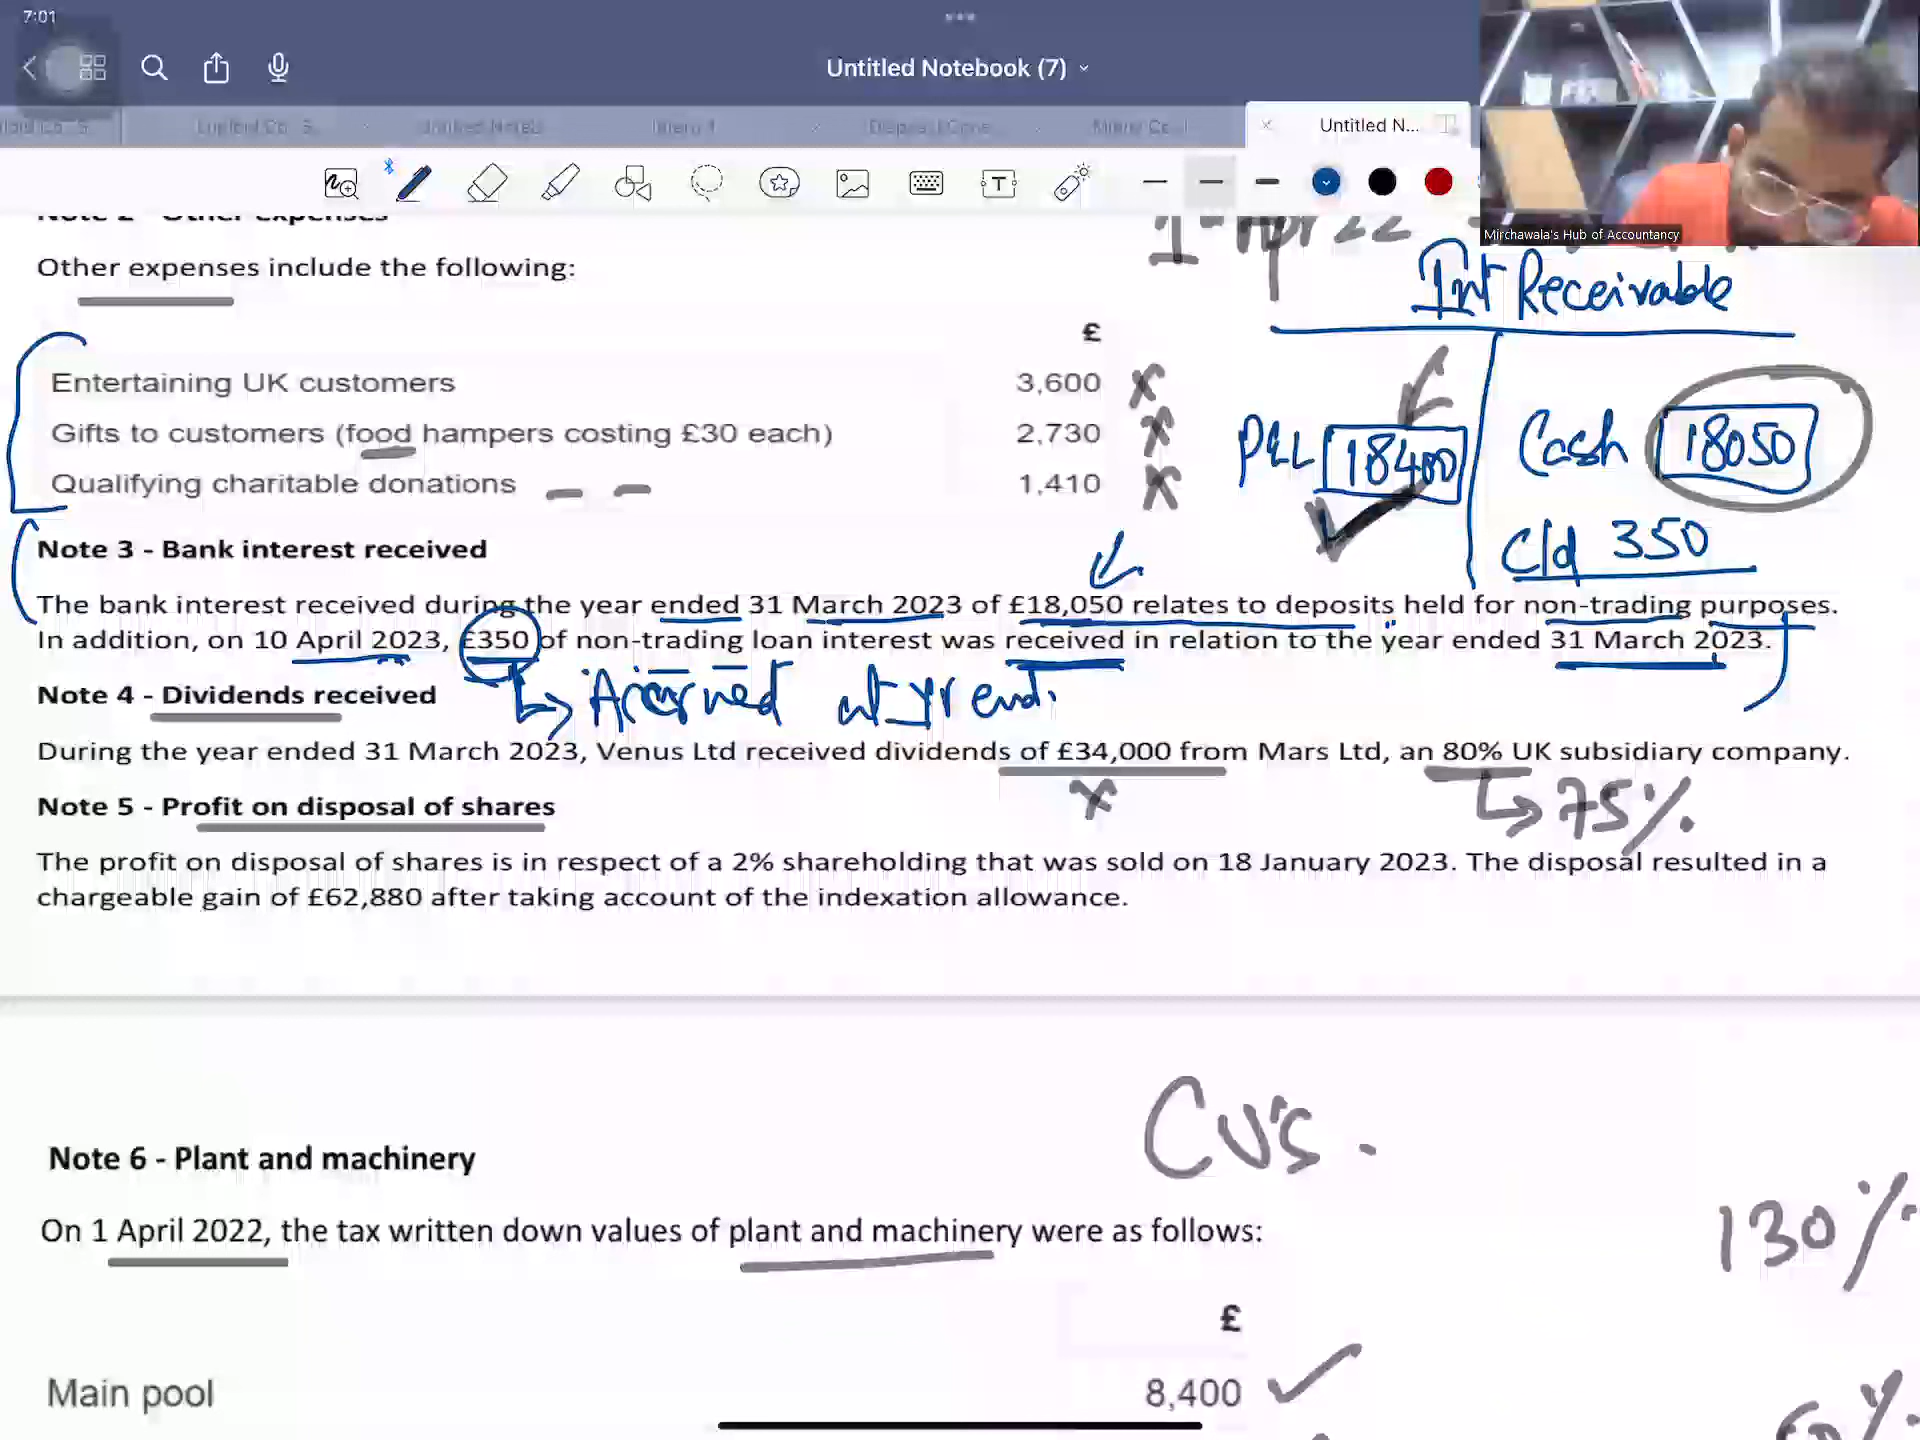 7:01
Untitled Notebook (7)
Untitled N...
Mirchawala's Hub of Accountancy
Note 2 - Other expenses
1-Apr 22
Other expenses include the following:
Int Receivable
£
Entertaining UK customers 3,600 X
Gifts to customers (food hampers costing £30 each) 2,730 X
Qualifying charitable donations 1,410 X
P&L 18400 Cash 18050
C/d 350
Note 3 - Bank interest received
The bank interest received during the year ended 31 March 2023 of £18,050 relates to deposits held for non-trading purposes.
In addition, on 10 April 2023, £350 of non-trading loan interest was received in relation to the year ended 31 March 2023.
Note 4 - Dividends received
Accrued at yr end.
During the year ended 31 March 2023, Venus Ltd received dividends of £34,000 from Mars Ltd, an 80% UK subsidiary company.
X
75%.
Note 5 - Profit on disposal of shares
The profit on disposal of shares is in respect of a 2% shareholding that was sold on 18 January 2023. The disposal resulted in a
chargeable gain of £62,880 after taking account of the indexation allowance.
Note 6 - Plant and machinery
On 1 April 2022, the tax written down values of plant and machinery were as follows:
130%
£
Main pool 8,400